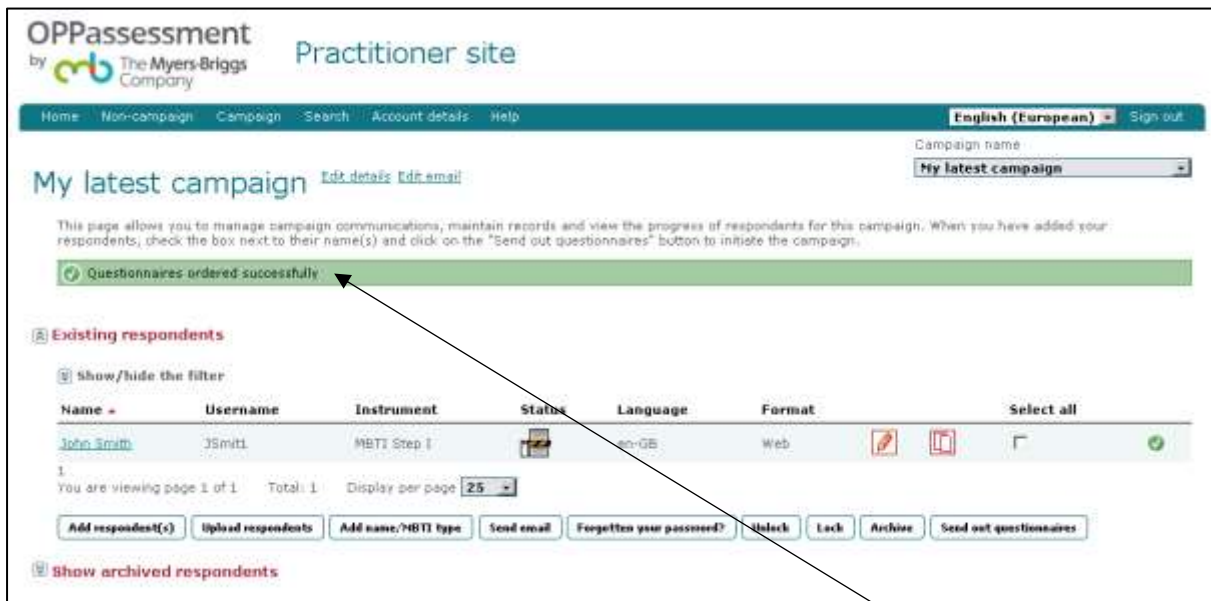 OPPassessment
by The Myers-Briggs
Company
Practitioner site
Home Non-campaign Campaign Search Account details Help English (European) Sign out
Campaign name
My latest campaign
My latest campaign Edit details Edit email
This page allows you to manage campaign communications, maintain records and view the progress of respondents for this campaign. When you have added your
respondents, check the box next to their name(s) and click on the "Send out questionnaires" button to initiate the campaign.
Questionnaires ordered successfully
Existing respondents
Show/hide the filter
Name Username Instrument Status Language Format Select all
John Smith JSmit1 MBTI Step I en-GB Web
1
You are viewing page 1 of 1 Total: 1 Display per page 25
Add respondent(s) Upload respondents Add name/MBTI type Send email Forgotten your password? Unlock Lock Archive Send out questionnaires
Show archived respondents